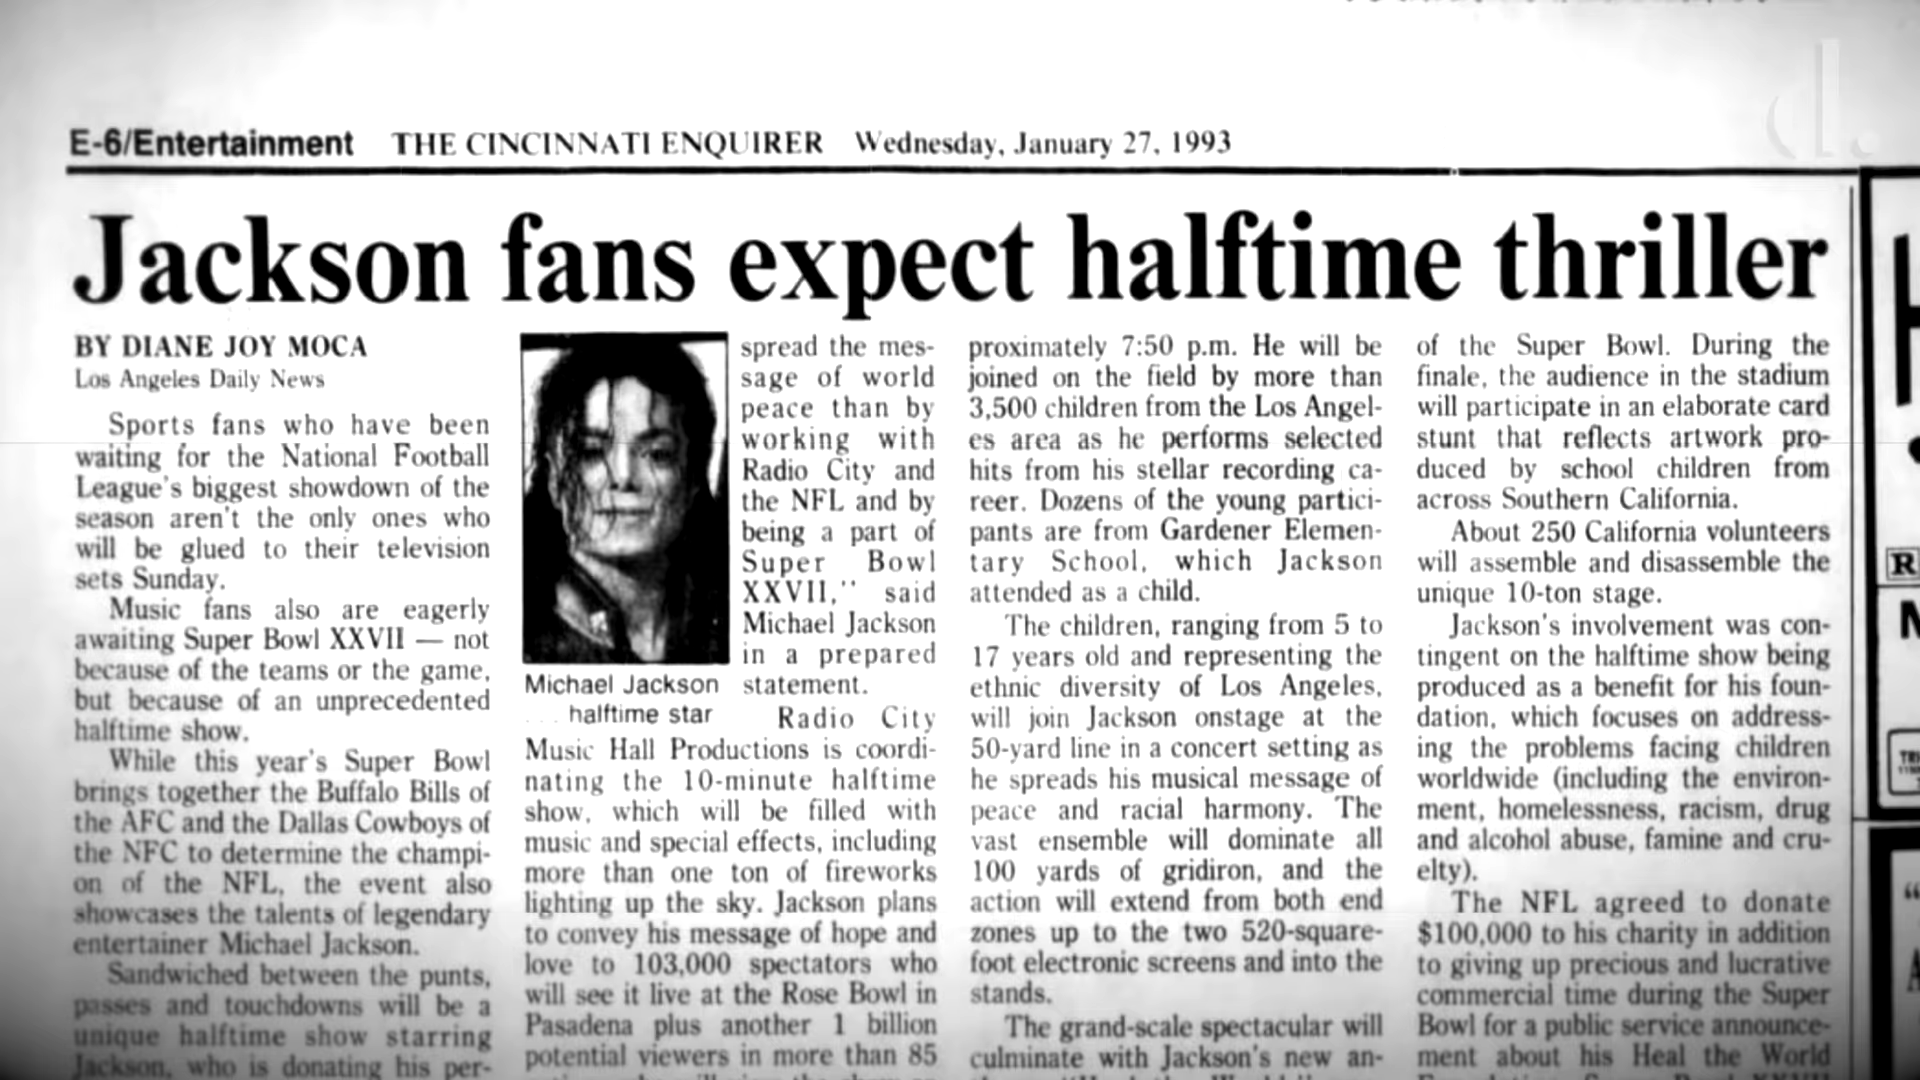 E-6/Entertainment THE CINCINNATI ENQUIRER Wednesday, January 27, 1993
Jackson fans expect halftime thriller
BY DIANE JOY MOCA
Los Angeles Daily News
Sports fans who have been
waiting for the National Football
League's biggest showdown of the
season aren't the only ones who
will be glued to their television
sets Sunday.
Music fans also are eagerly
awaiting Super Bowl XXVII — not
because of the teams or the game,
but because of an unprecedented
halftime show.
While this year's Super Bowl
brings together the Buffalo Bills of
the AFC and the Dallas Cowboys of
the NFC to determine the champi-
on of the NFL, the event also
showcases the talents of legendary
entertainer Michael Jackson.
Sandwiched between the punts,
passes and touchdowns will be a
unique halftime show starring
Jackson, who is donating his per-
Michael Jackson
. . . halftime star
spread the mes-
sage of world
peace than by
working with
Radio City and
the NFL and by
being a part of
Super Bowl
XXVII,'' said
Michael Jackson
in a prepared
statement.
Radio City
Music Hall Productions is coordi-
nating the 10-minute halftime
show, which will be filled with
music and special effects, including
more than one ton of fireworks
lighting up the sky. Jackson plans
to convey his message of hope and
love to 103,000 spectators who
will see it live at the Rose Bowl in
Pasadena plus another 1 billion
potential viewers in more than 85
proximately 7:50 p.m. He will be
joined on the field by more than
3,500 children from the Los Angel-
es area as he performs selected
hits from his stellar recording ca-
reer. Dozens of the young partici-
pants are from Gardener Elemen-
tary School, which Jackson
attended as a child.
The children, ranging from 5 to
17 years old and representing the
ethnic diversity of Los Angeles,
will join Jackson onstage at the
50-yard line in a concert setting as
he spreads his musical message of
peace and racial harmony. The
vast ensemble will dominate all
100 yards of gridiron, and the
action will extend from both end
zones up to the two 520-square-
foot electronic screens and into the
stands.
The grand-scale spectacular will
culminate with Jackson's new an-
of the Super Bowl. During the
finale, the audience in the stadium
will participate in an elaborate card
stunt that reflects artwork pro-
duced by school children from
across Southern California.
About 250 California volunteers
will assemble and disassemble the
unique 10-ton stage.
Jackson's involvement was con-
tingent on the halftime show being
produced as a benefit for his foun-
dation, which focuses on address-
ing the problems facing children
worldwide (including the environ-
ment, homelessness, racism, drug
and alcohol abuse, famine and cru-
elty).
The NFL agreed to donate
$100,000 to his charity in addition
to giving up precious and lucrative
commercial time during the Super
Bowl for a public service announce-
ment about his Heal the World
d.
R